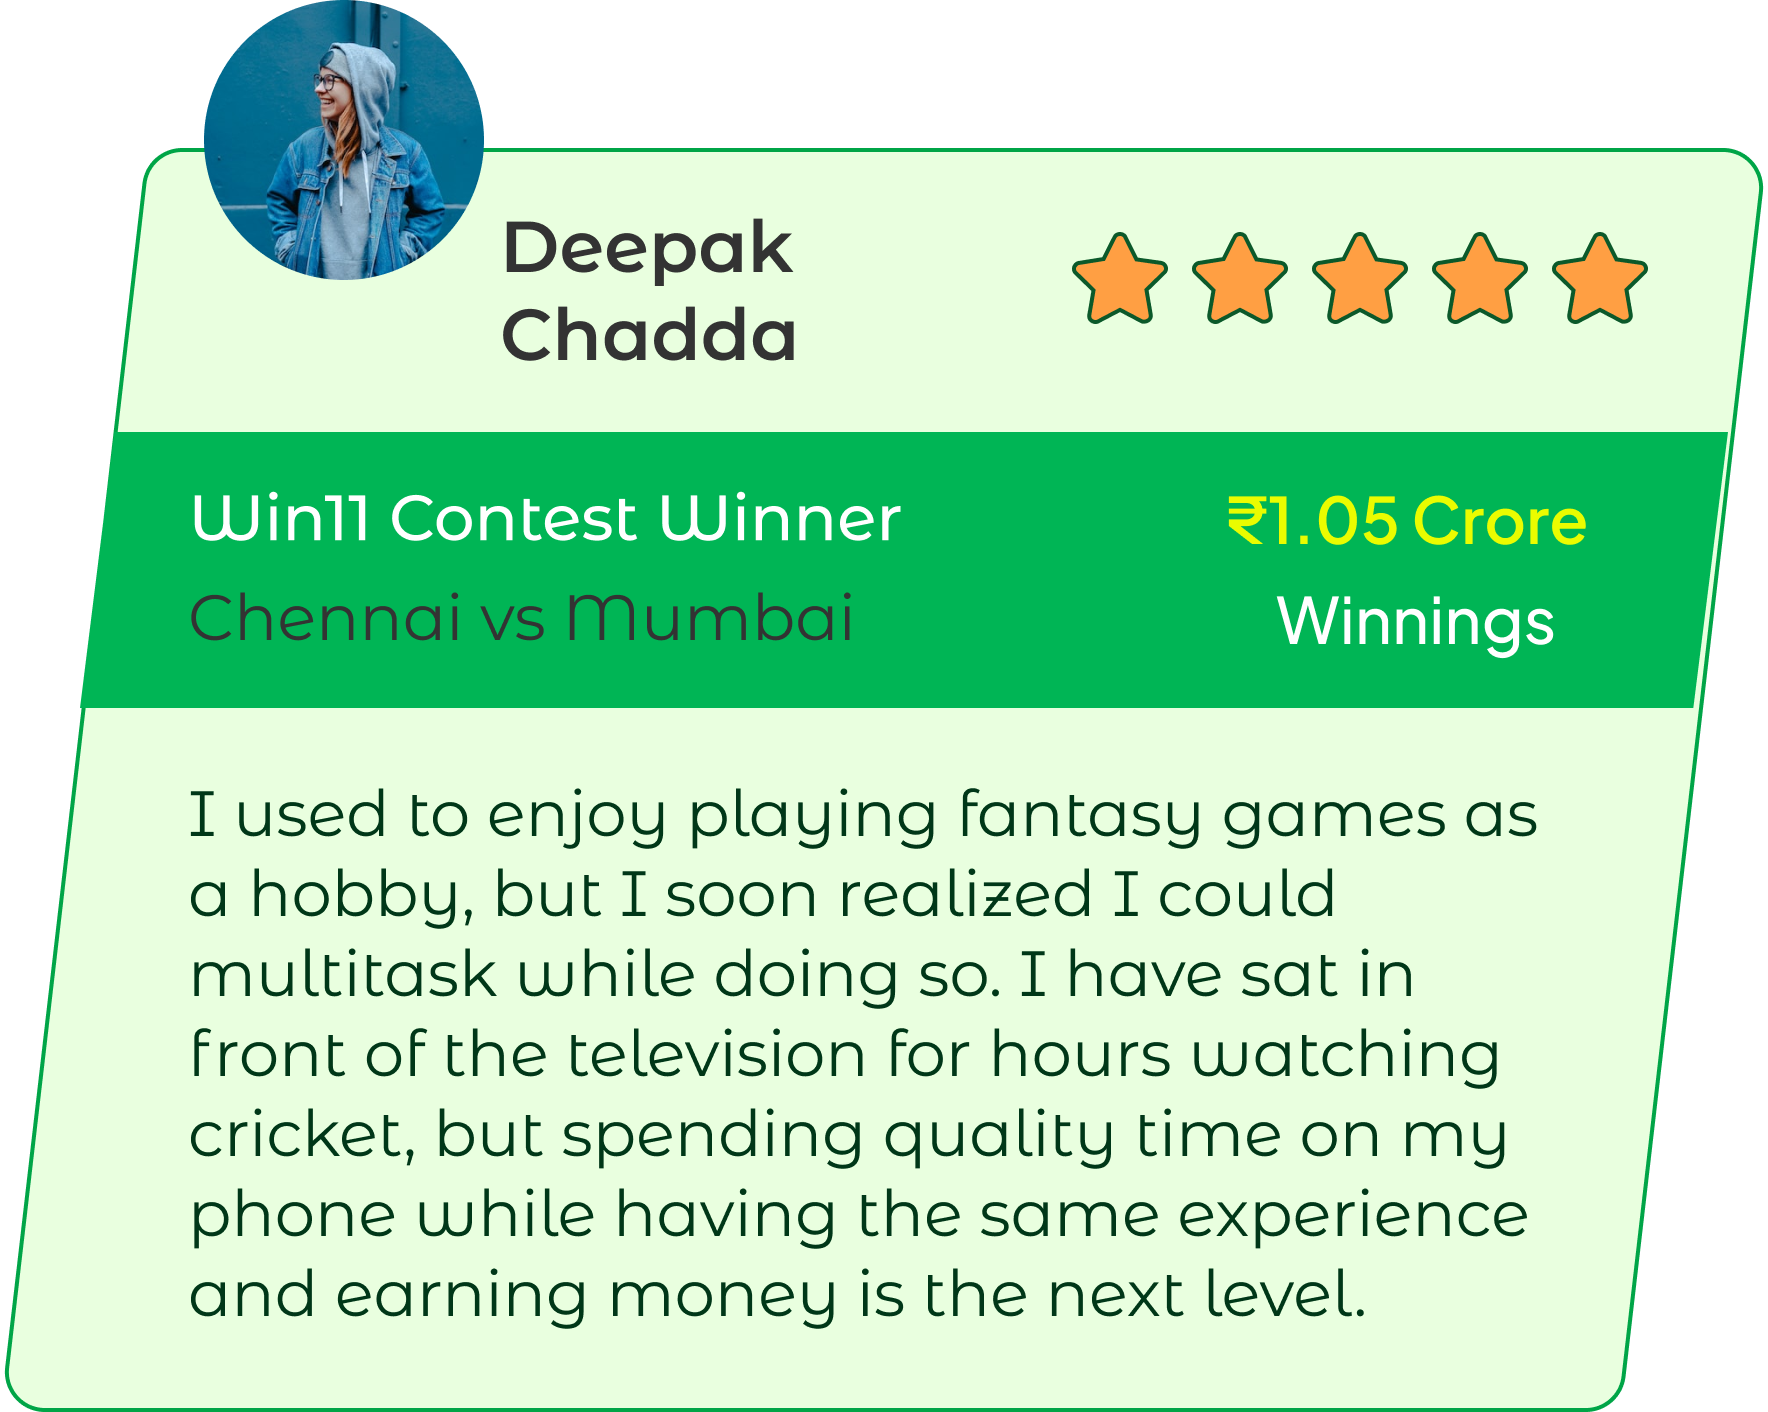 Deepak
Chadda
Win11 Contest Winner
₹1.05 Crore
Chennai vs Mumbai
Winnings
I used to enjoy playing fantasy games as
a hobby, but I soon realized I could
multitask while doing so. I have sat in
front of the television for hours watching
cricket, but spending quality time on my
phone while having the same experience
and earning money is the next level.